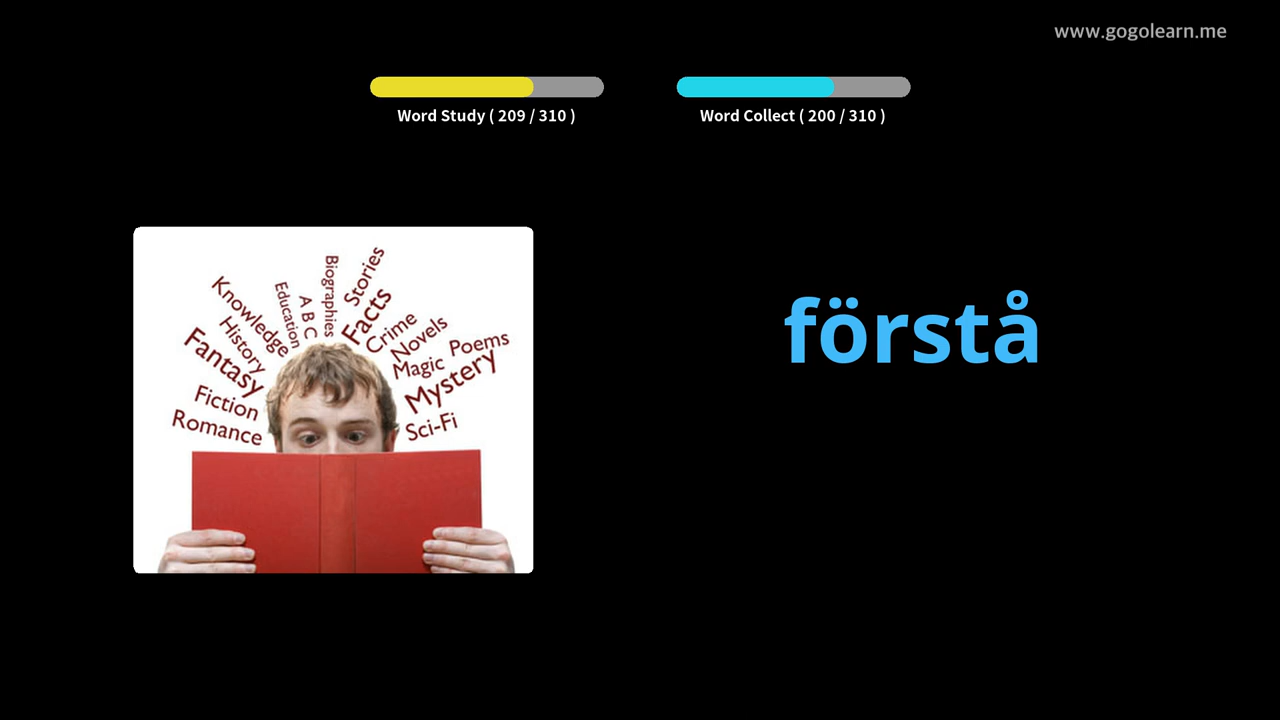 www.gogolearn.me
Word Study ( 209 / 310 )
Word Collect ( 200 / 310 )
förstå
Biographies
Stories
Education
A B C
Facts
Knowledge
History
Crime
Novels
Poems
Fantasy
Magic
Mystery
Fiction
Romance
Sci-Fi